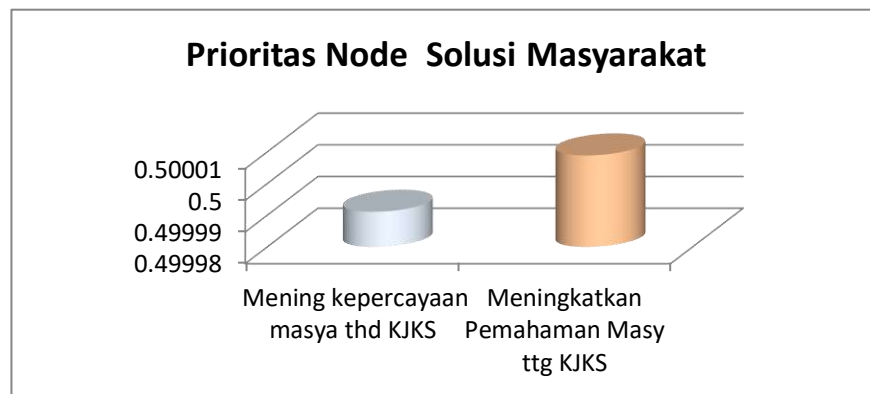 Prioritas Node  Solusi Masyarakat
0.50001
0.5
0.49999
0.49998
Mening kepercayaan
masya thd KJKS
Meningkatkan
Pemahaman Masy
ttg KJKS